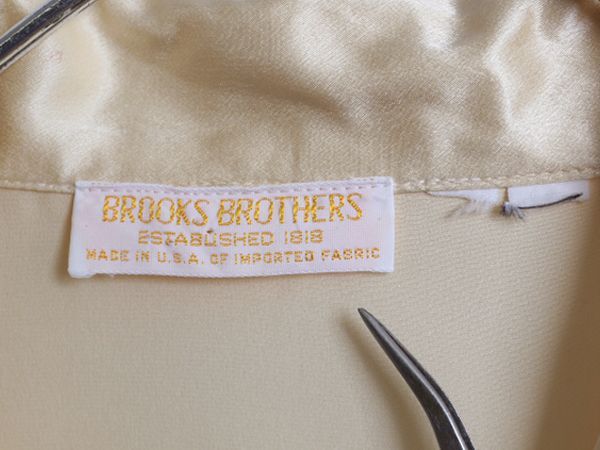 BROOKS BROTHERS
ESTABLISHED 1818
MADE IN U.S.A. OF IMPORTED FABRIC